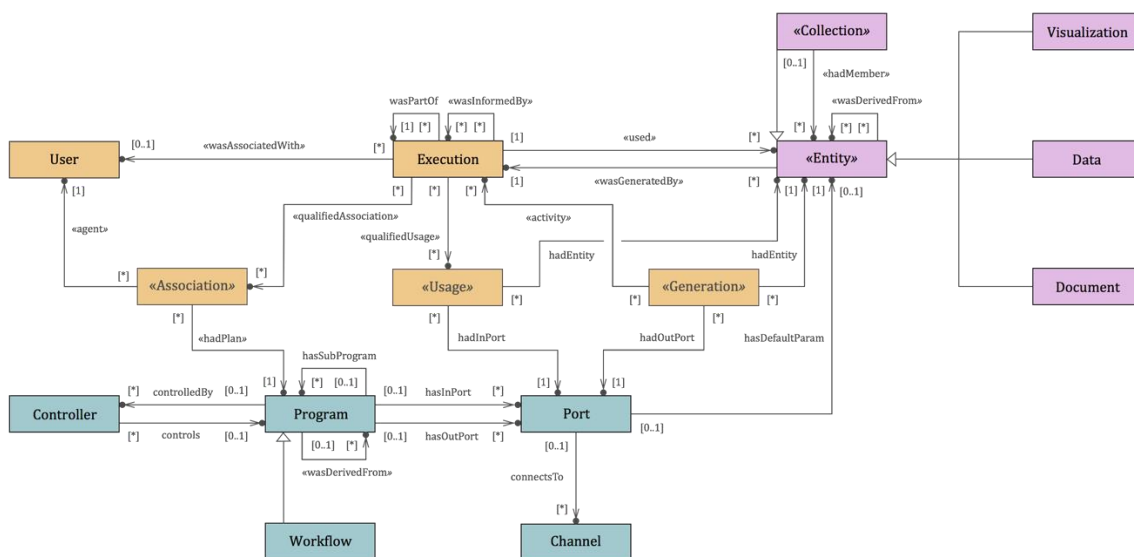 «Collection»
Visualization
[0..1]
«hadMember»
wasPartOf
«wasInformedBy»
«wasDerivedFrom»
[1] [*]
[*] [*]
[*]
[*] [*]
[0..1]
«wasAssociatedWith»
[*]
[1]
«used»
[*]
User
Execution
«Entity»
Data
[1]
[*]
[*]
[*]
[1]
«wasGeneratedBy»
[*]
[1]
[1]
[0..1]
«agent»
«qualifiedAssociation»
«activity»
«qualifiedUsage»
hadEntity
hadEntity
[*]
[*]
[*]
«Association»
«Usage»
«Generation»
Document
[*]
[*]
[*]
[*]
[*]
[*]
«hadPlan»
hadInPort
hadOutPort
hasDefaultParam
hasSubProgram
[*]
controlledBy
[0..1]
[1]
[*]
[0..1]
[0..1]
hasInPort
[*]
[1]
[1]
Controller
Program
Port
[*]
controls
[0..1]
[0..1]
[*]
[0..1]
hasOutPort
[*]
[0..1]
[0..1]
«wasDerivedFrom»
connectsTo
[*]
Workflow
Channel